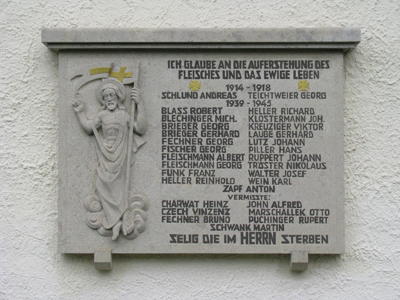 ICH GLAUBE AN DIE AUFERSTEHUNG DES
FLEISCHES UND DAS EWIGE LEBEN
1914 - 1918
SCHLUND ANDREAS TEICHTWEIER GEORG
1939 - 1945
BLASS ROBERT HELLER RICHARD
BLECHINGER MICH. KLOSTERMANN JOH.
BRIEGER GEORG KREUZIGER VIKTOR
BRIEGER GERHARD LAUBE GERHARD
FECHNER GEORG LUTZ JOHANN
FISCHER GEORG PILLER HANS
FLEISCHMANN ALBERT RUPPERT JOHANN
FLEISCHMANN GEORG TRÖSTER NIKOLAUS
FUNK FRANZ WALTER JOSEF
HELLER REINHOLD WEIN KARL
ZAPF ANTON
VERMISSTE:
CHARWAT HEINZ JOHN ALFRED
CZECH VINZENZ MARSCHALLEK OTTO
FECHNER BRUNO PUCHINGER RUPERT
SCHWANK MARTIN
SELIG DIE IM HERRN STERBEN